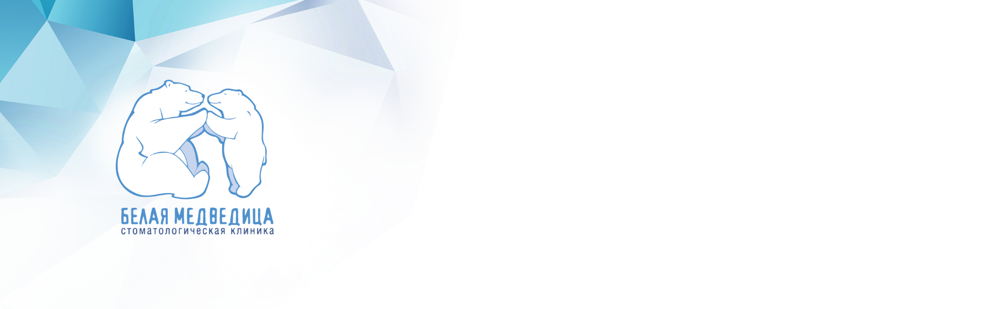 БЕЛАЯ МЕДВЕДИЦА
стоматологическая клиника